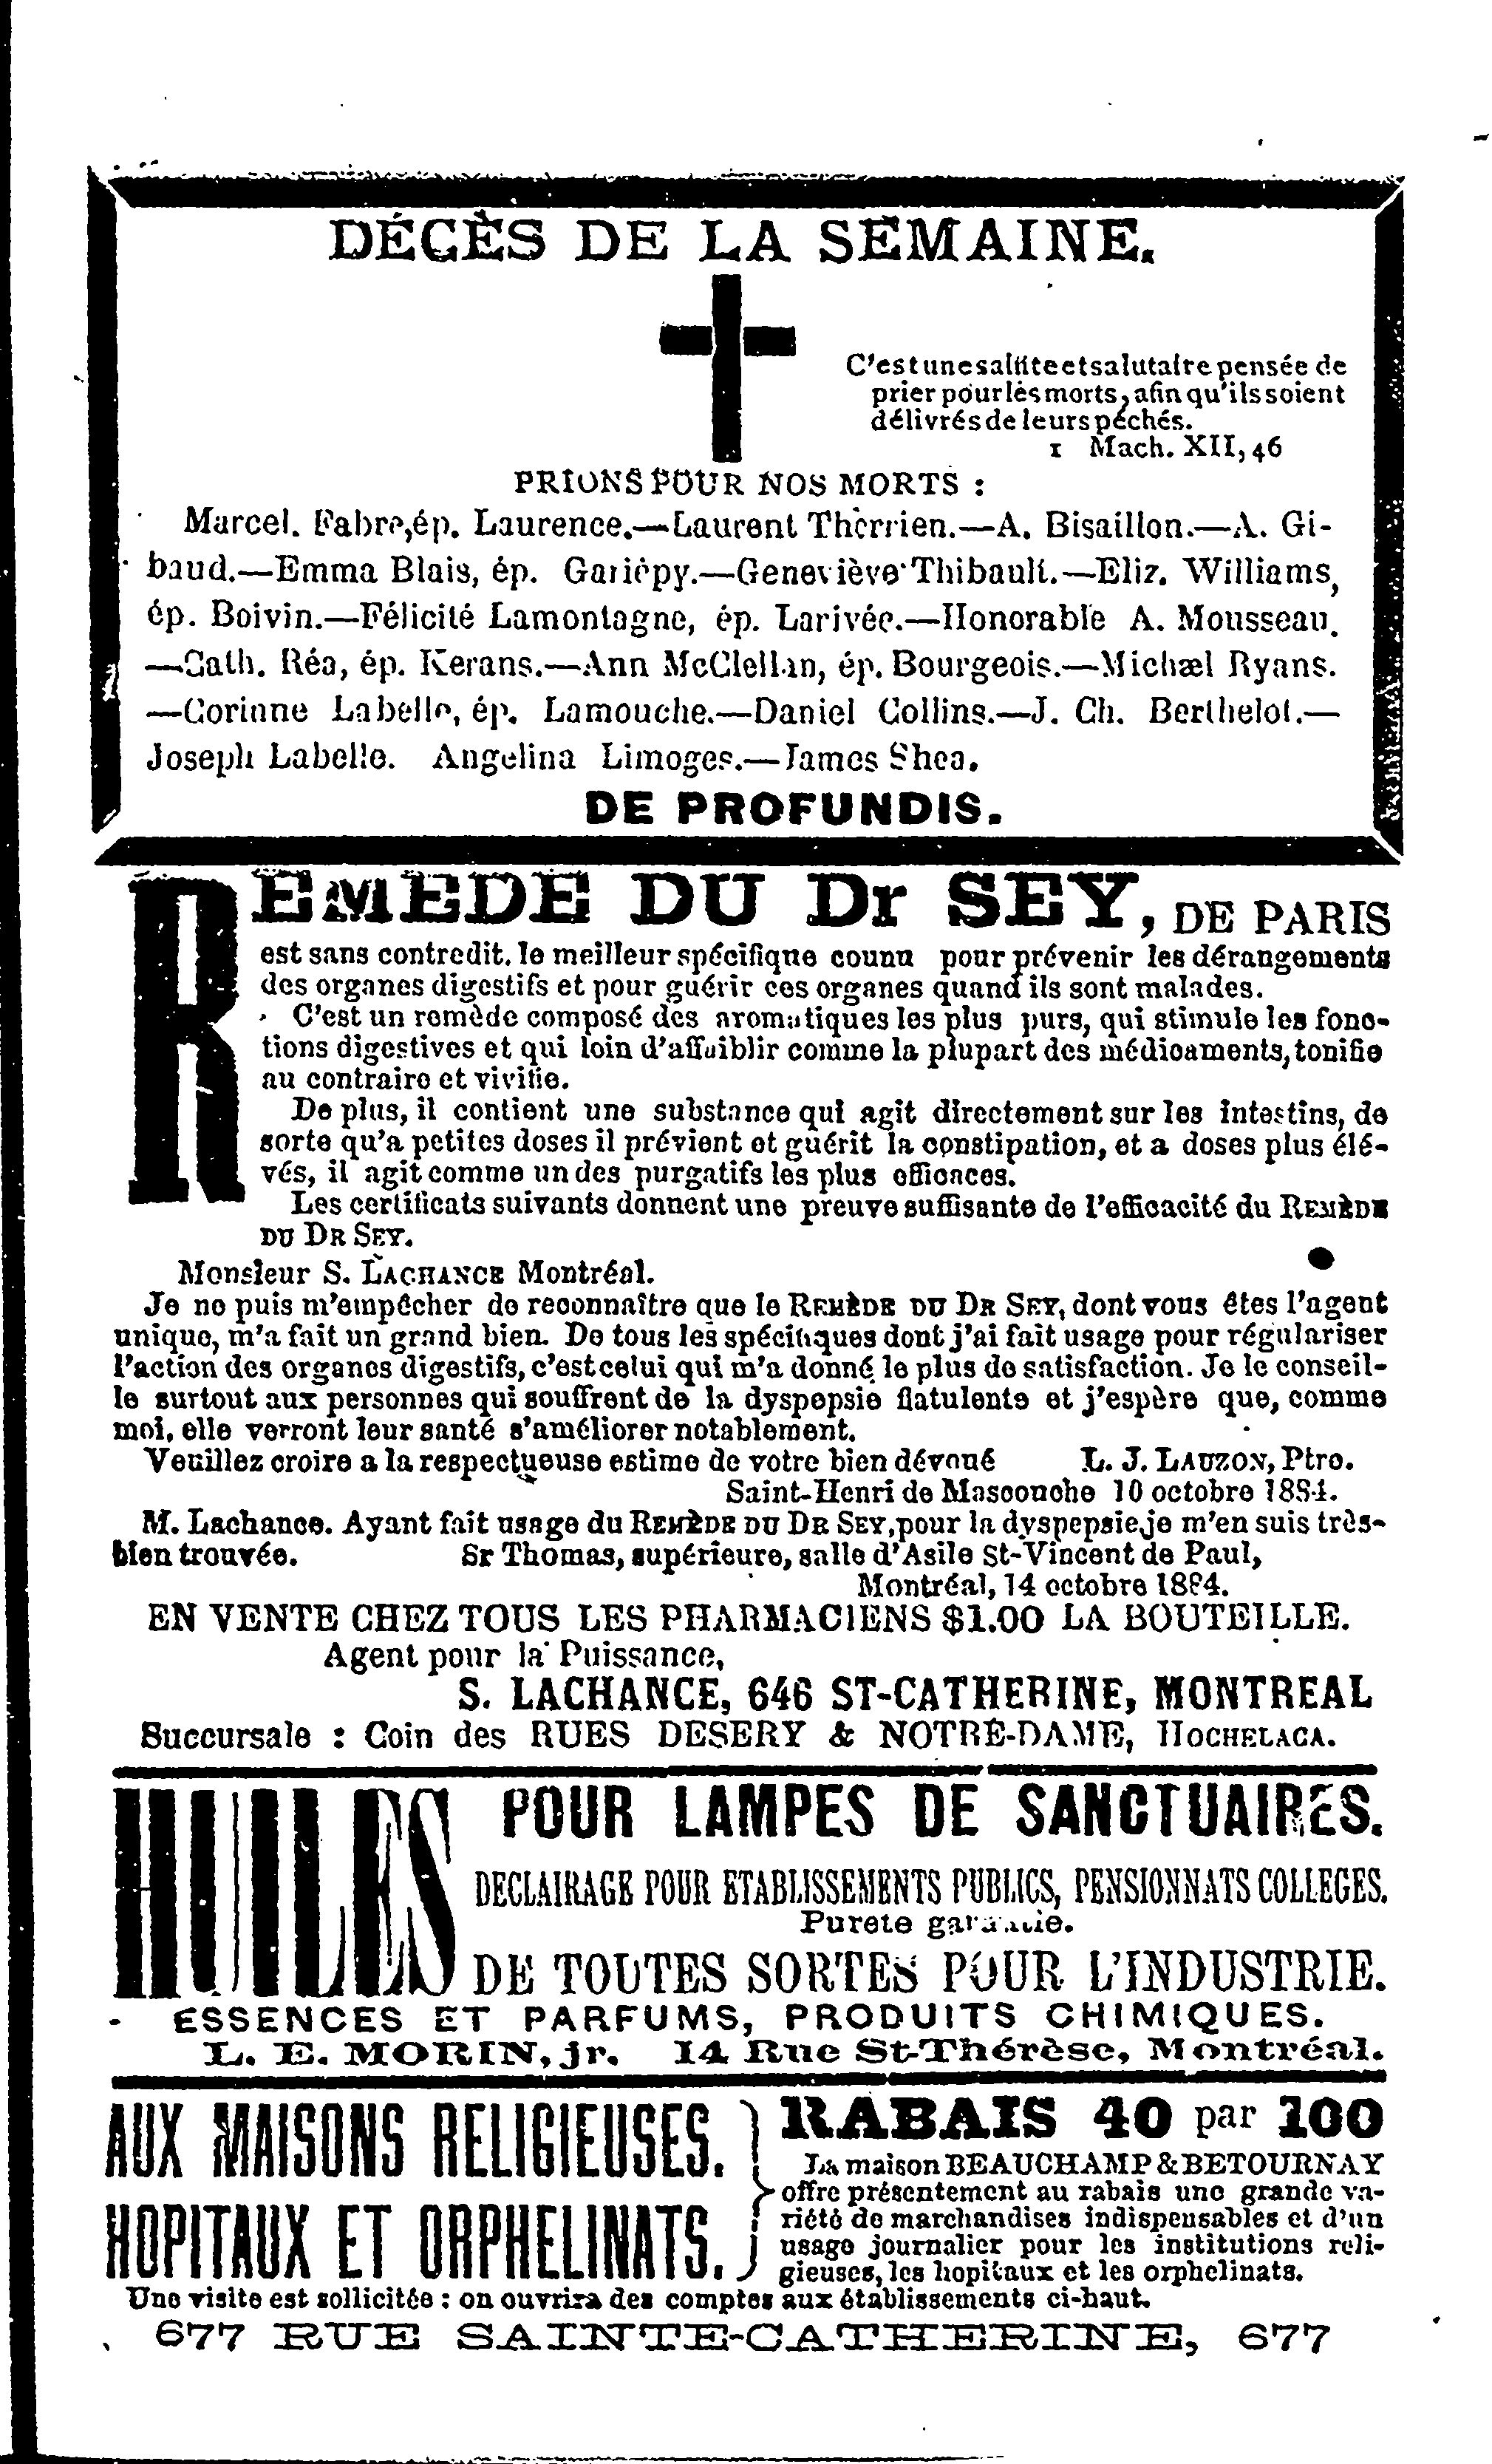 DÉCÈS DE LA SEMAINE.
C'est une sainte et salutaire pensée de
prier pour les morts, afin qu'ils soient
délivrés de leurs péchés.
I Mach. XII, 46
PRIONS POUR NOS MORTS :
Marcel. Fabre, ép. Laurence.—Laurent Therrien.—A. Bisaillon.—A. Gi-
baud.—Emma Blais, ép. Gariépy.—Geneviève Thibault.—Eliz. Williams,
ép. Boivin.—Félicité Lamontagne, ép. Larivée.—Honorable A. Mousseau.
—Cath. Réa, ép. Kerans.—Ann McClellan, ép. Bourgeois.—Michæl Ryans.
—Corinne Labelle, ép. Lamouche.—Daniel Collins.—J. Ch. Berthelot.—
Joseph Labelle. Angelina Limoges.—James Shea.
DE PROFUNDIS.
REMEDE DU Dr SEY, DE PARIS
est sans contredit. le meilleur spécifique counu pour prévenir les dérangements
des organes digestifs et pour guérir ces organes quand ils sont malades.
C'est un remède composé des aromatiques les plus purs, qui stimule les fonc-
tions digestives et qui loin d'affaiblir comme la plupart des médicaments, tonifie
au contraire et vivifie.
De plus, il contient une substance qui agit directement sur les intestins, de
sorte qu'a petites doses il prévient et guérit la constipation, et a doses plus élé-
vés, il agit comme un des purgatifs les plus efficaces.
Les certificats suivants donnent une preuve suffisante de l'efficacité du REMÈDE
DU DR SEY.
Monsieur S. LACHANCE Montréal.
Je ne puis m'empêcher de reconnaître que le REMÈDE DU DR SEY, dont vous êtes l'agent
unique, m'a fait un grand bien. De tous les spécifiques dont j'ai fait usage pour régulariser
l'action des organes digestifs, c'est celui qui m'a donné le plus de satisfaction. Je le conseil-
le surtout aux personnes qui souffrent de la dyspepsie flatulente et j'espère que, comme
moi, elle verront leur santé s'améliorer notablement.
Veuillez croire a la respectueuse estime de votre bien dévoué L. J. LAUZON, Ptre.
Saint-Henri de Mascouche 10 octobre 1884.
M. Lachance. Ayant fait usage du REMÈDE DU DR SEY, pour la dyspepsie je m'en suis très-
bien trouvée. Sr Thomas, supérieure, salle d'Asile St-Vincent de Paul,
Montréal, 14 octobre 1884.
EN VENTE CHEZ TOUS LES PHARMACIENS $1.00 LA BOUTEILLE.
Agent pour la Puissance,
S. LACHANCE, 646 ST-CATHERINE, MONTREAL
Succursale : Coin des RUES DESERY & NOTRE-DAME, HOCHELAGA.
HUILES POUR LAMPES DE SANCTUAIRES.
DECLAIRAGE POUR ETABLISSEMENTS PUBLICS, PENSIONNATS COLLEGES.
Purete garantie.
DE TOUTES SORTES POUR L'INDUSTRIE.
ESSENCES ET PARFUMS, PRODUITS CHIMIQUES.
L. E. MORIN, jr. 14 Rue St-Thérèse, Montréal.
AUX MAISONS RELIGIEUSES.
HOPITAUX ET ORPHELINATS.
RABAIS 40 par 100
La maison BEAUCHAMP & BETOURNAY
offre présentement au rabais une grande va-
riété de marchandises indispensables et d'un
usage journalier pour les institutions reli-
gieuses, les hopitaux et les orphelinats.
Une visite est sollicitée : on ouvrira des comptes aux établissements ci-haut.
677 RUE SAINTE-CATHERINE, 677